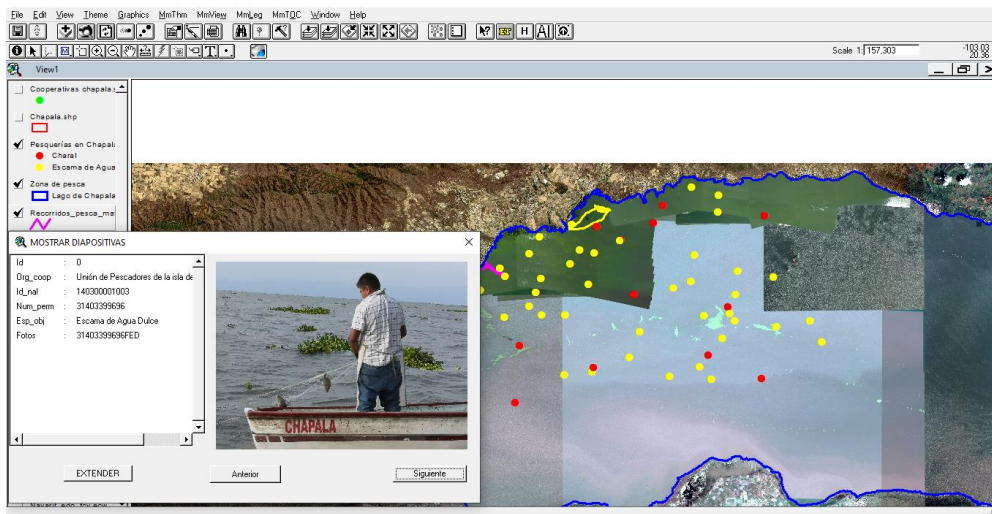 File Edit View Theme Graphics MmThm MmView MmLeg MmTQC Window Help
Scale 1: 157,303
-103.03
20.36
View1
Cooperativas chapala.s
Chapala.shp
Pesquerías en Chapala
Charal
Escama de Agua
Zona de pesca
Lago de Chapala
Recorridos_pesca_mar
MOSTRAR DIAPOSITIVAS
Id : 0
Org_coop : Unión de Pescadores de la isla de
Id_nal : 140300001003
Num_perm : 31403399696
Esp_obj : Escama de Agua Dulce
Fotos : 31403399696FED
CHAPALA
EXTENDER
Anterior
Siguiente